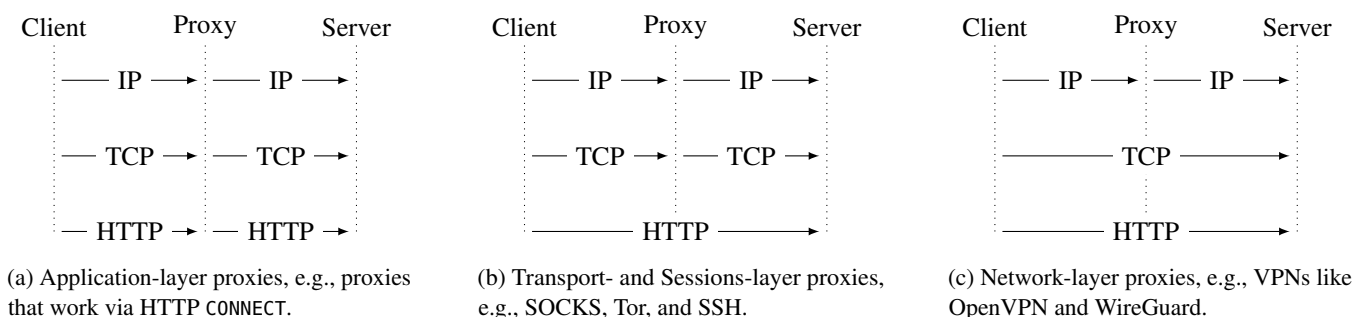 Client Proxy Server
IP IP
TCP TCP
HTTP HTTP
(a) Application-layer proxies, e.g., proxies
that work via HTTP CONNECT.
Client Proxy Server
IP IP
TCP TCP
HTTP
(b) Transport- and Sessions-layer proxies,
e.g., SOCKS, Tor, and SSH.
Client Proxy Server
IP IP
TCP
HTTP
(c) Network-layer proxies, e.g., VPNs like
OpenVPN and WireGuard.